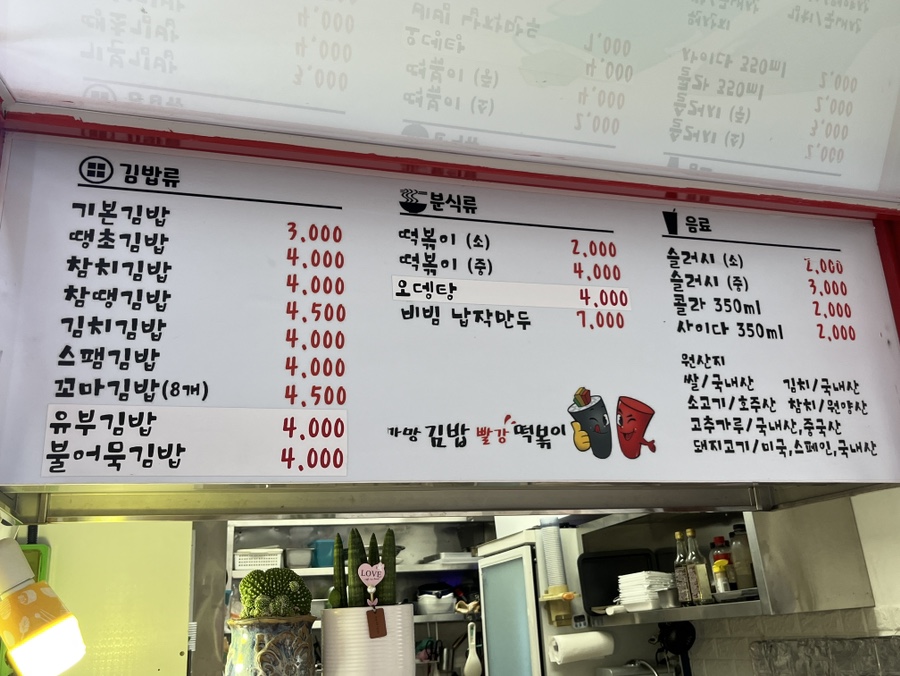 김밥류
기본김밥 3,000
땡초김밥 4,000
참치김밥 4,000
참땡김밥 4,500
김치김밥 4,000
스팸김밥 4,000
꼬마김밥(8개) 4,500
유부김밥 4,000
불어묵김밥 4,000
분식류
떡볶이 (소) 2,000
떡볶이 (중) 4,000
오뎅탕 4,000
비빔 납작만두 7,000
까망 김밥 빨강 떡볶이
음료
슬러시 (소) 2,000
슬러시 (중) 3,000
콜라 350ml 2,000
사이다 350ml 2,000
원산지
쌀/국내산 김치/국내산
소고기/호주산 참치/원양산
고추가루/국내산,중국산
돼지고기/미국,스페인,국내산
LOVE